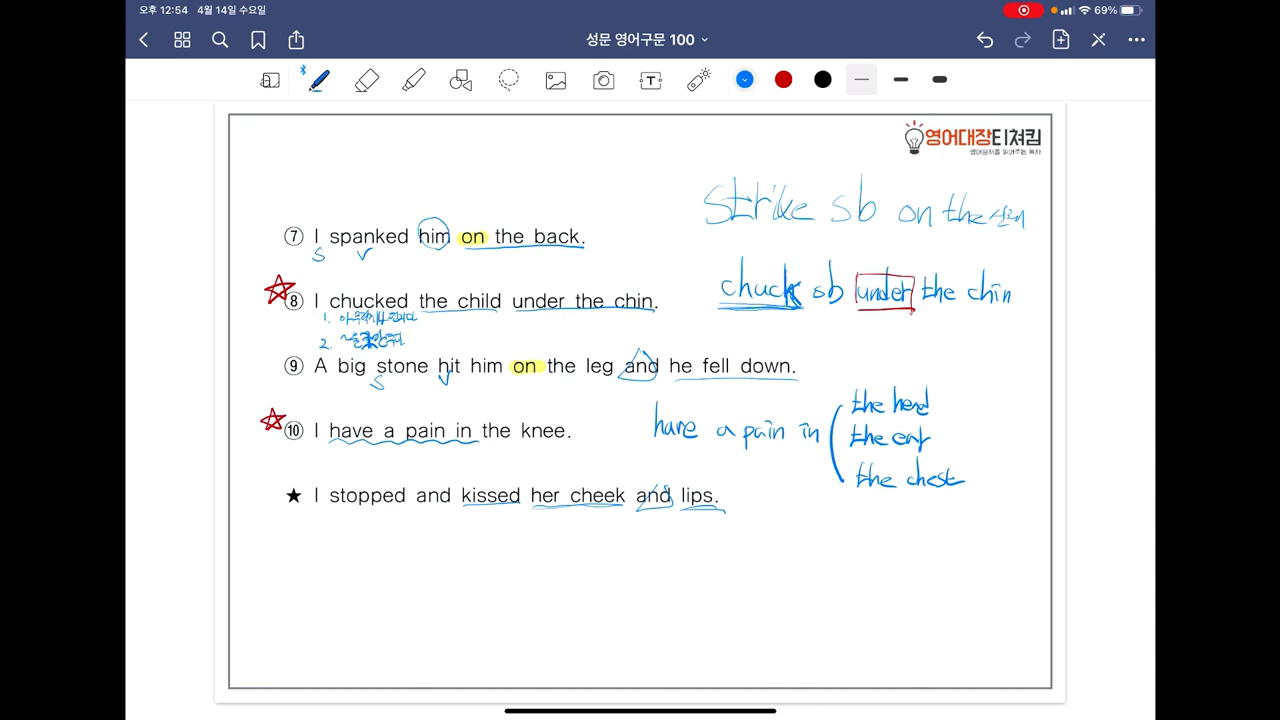 오후 12:54 4월 14일 수요일
69%
성문 영어구문 100
영어대장티쳐킴
strike sb on the 신체
⑦ I spanked him on the back.
S V
chuck sb under the chin
⑧ I chucked the child under the chin.
1.
2.
⑨ A big stone hit him on the leg and he fell down.
S V
⑩ I have a pain in the knee.
have a pain in
the head
the ear
the chest
★ I stopped and kissed her cheek and lips.